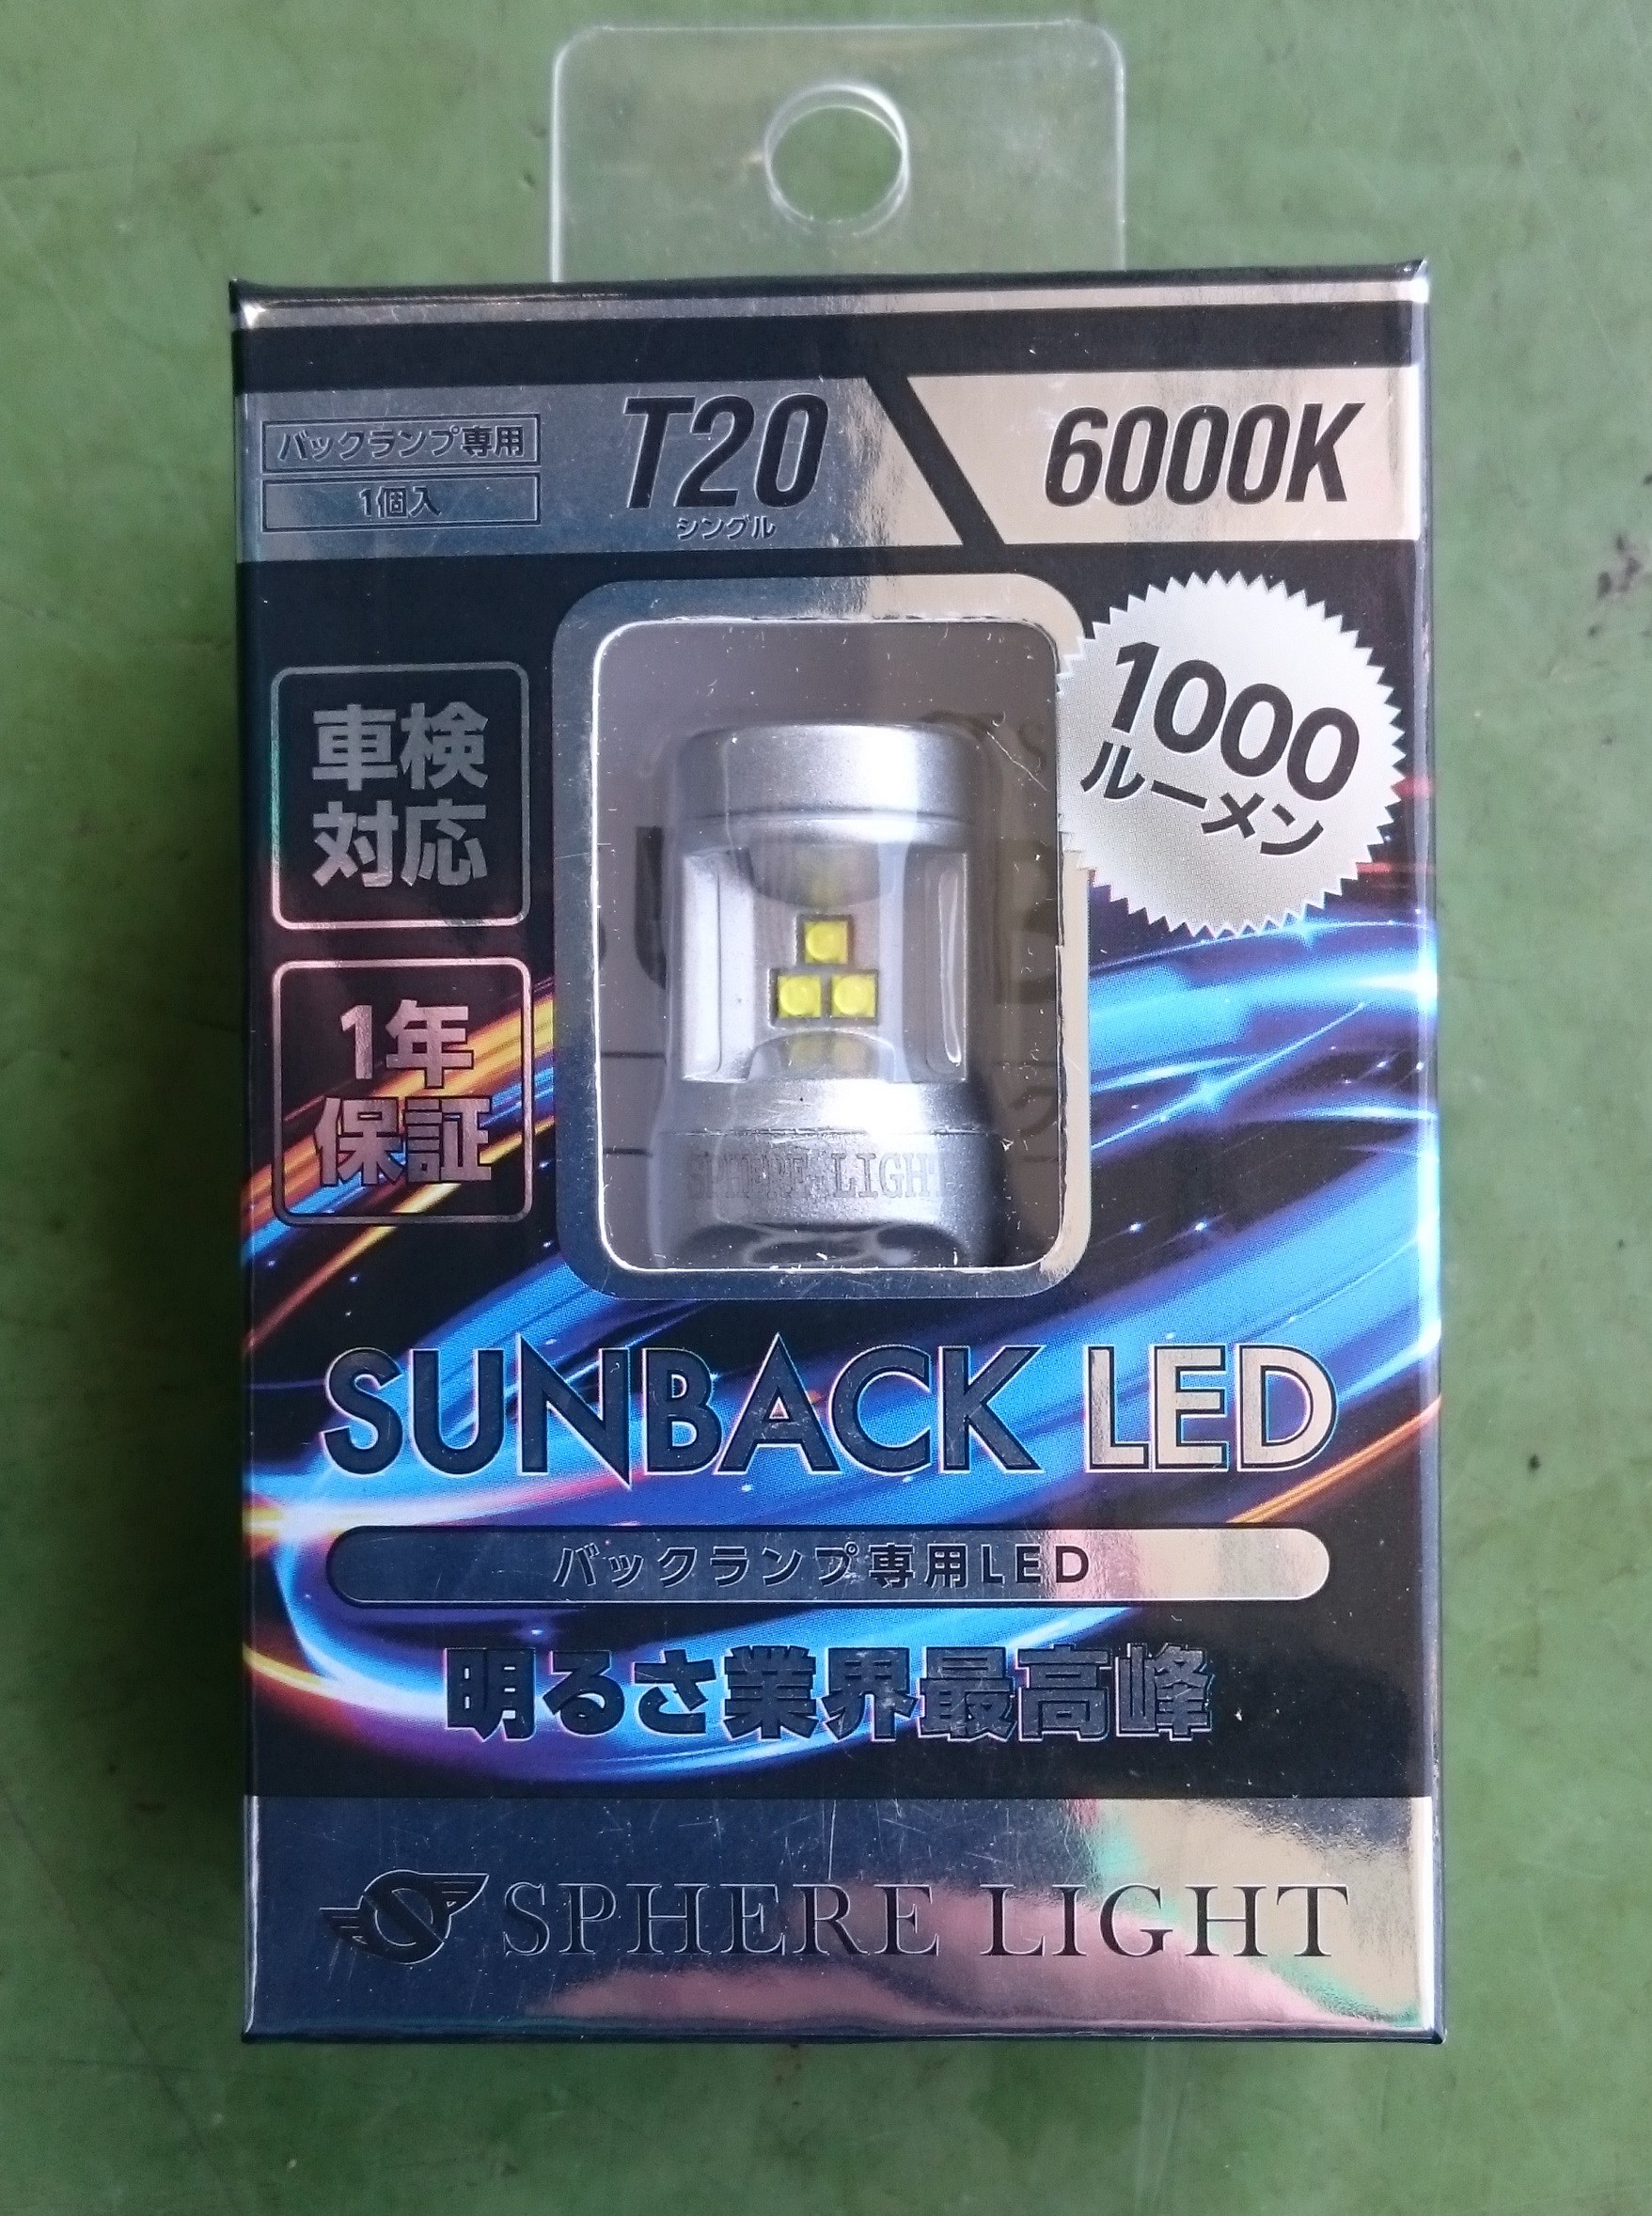 バックランプ専用
1個入
T20
シングル
6000K
1000
ルーメン
車検
対応
1年
保証
SPHERE LIGHT
SUNBACK LED
バックランプ専用LED
明るさ業界最高峰
SPHERE LIGHT